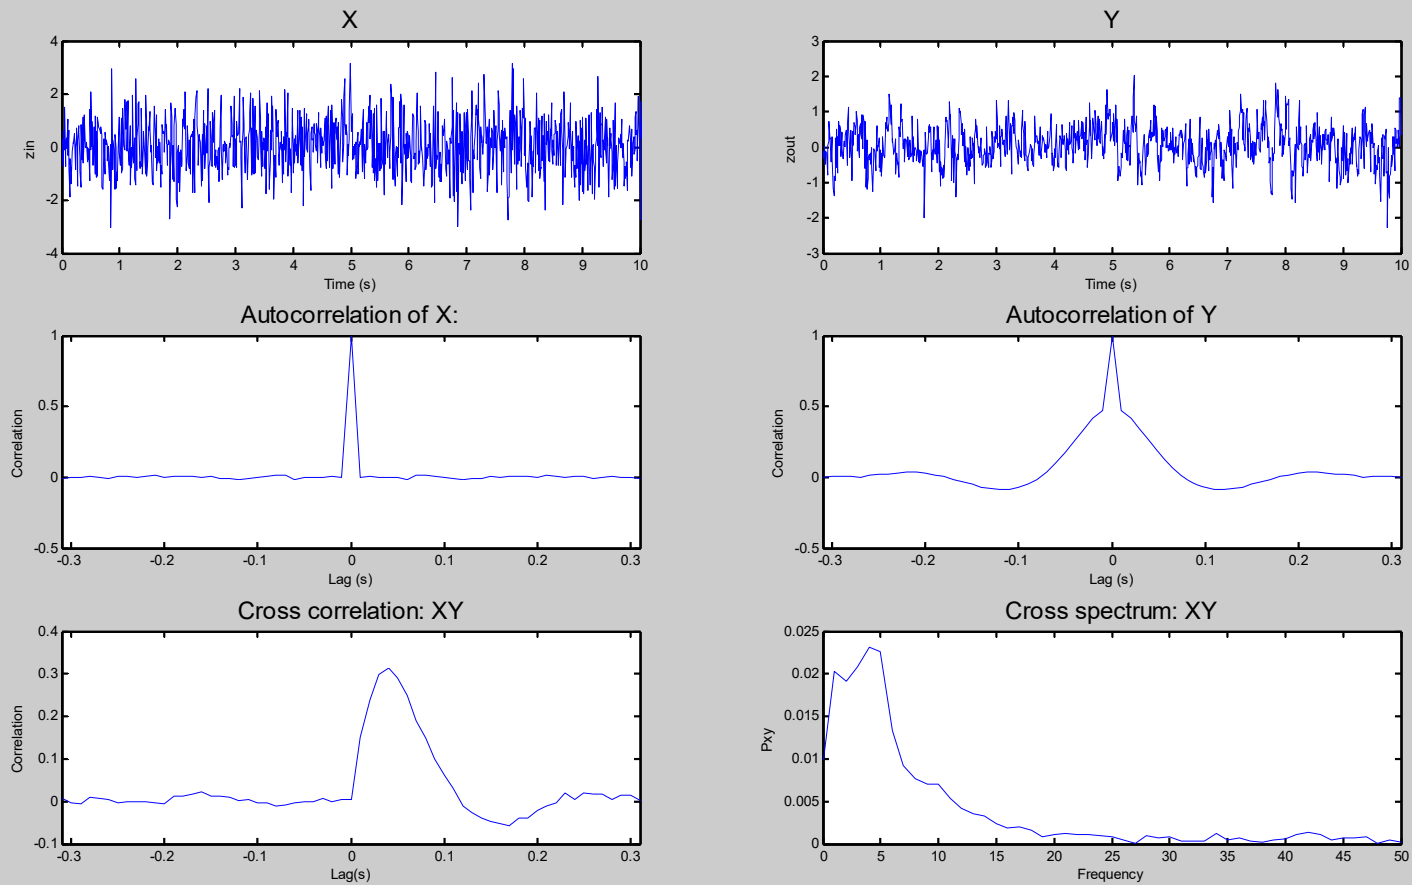 X
4
2
0
-2
-4
zin
0 1 2 3 4 5 6 7 8 9 10
Time (s)
Y
3
2
1
0
-1
-2
-3
zout
0 1 2 3 4 5 6 7 8 9 10
Time (s)
Autocorrelation of X:
1
0.5
0
-0.5
Correlation
-0.3 -0.2 -0.1 0 0.1 0.2 0.3
Lag (s)
Autocorrelation of Y
1
0.5
0
-0.5
Correlation
-0.3 -0.2 -0.1 0 0.1 0.2 0.3
Lag (s)
Cross correlation: XY
0.4
0.3
0.2
0.1
0
-0.1
Correlation
-0.3 -0.2 -0.1 0 0.1 0.2 0.3
Lag(s)
Cross spectrum: XY
0.025
0.02
0.015
0.01
0.005
0
Pxy
0 5 10 15 20 25 30 35 40 45 50
Frequency